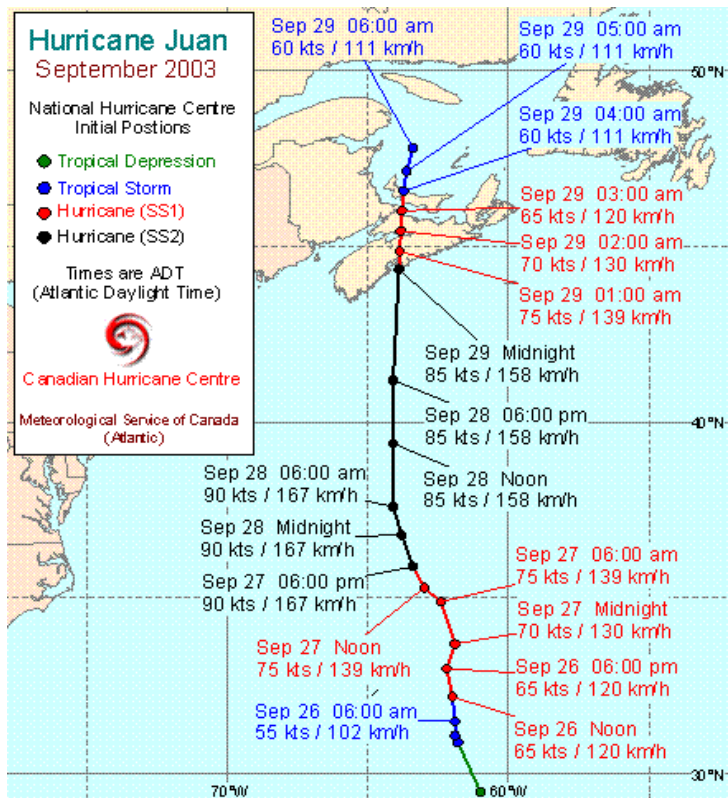 Hurricane Juan
September 2003
National Hurricane Centre
Initial Postions
Tropical Depression
Tropical Storm
Hurricane (SS1)
Hurricane (SS2)
Times are ADT
(Atlantic Daylight Time)
Canadian Hurricane Centre
Meteorological Service of Canada
(Atlantic)
Sep 29 06:00 am
60 kts / 111 km/h
Sep 29 05:00 am
60 kts / 111 km/h
50°N
Sep 29 04:00 am
60 kts / 111 km/h
Sep 29 03:00 am
65 kts / 120 km/h
Sep 29 02:00 am
70 kts / 130 km/h
Sep 29 01:00 am
75 kts / 139 km/h
Sep 29 Midnight
85 kts / 158 km/h
Sep 28 06:00 pm
85 kts / 158 km/h
40°N
Sep 28 Noon
85 kts / 158 km/h
Sep 28 06:00 am
90 kts / 167 km/h
Sep 28 Midnight
90 kts / 167 km/h
Sep 27 06:00 pm
90 kts / 167 km/h
Sep 27 06:00 am
75 kts / 139 km/h
Sep 27 Midnight
70 kts / 130 km/h
Sep 27 Noon
75 kts / 139 km/h
Sep 26 06:00 pm
65 kts / 120 km/h
Sep 26 06:00 am
55 kts / 102 km/h
Sep 26 Noon
65 kts / 120 km/h
30°N
70°W
60°W